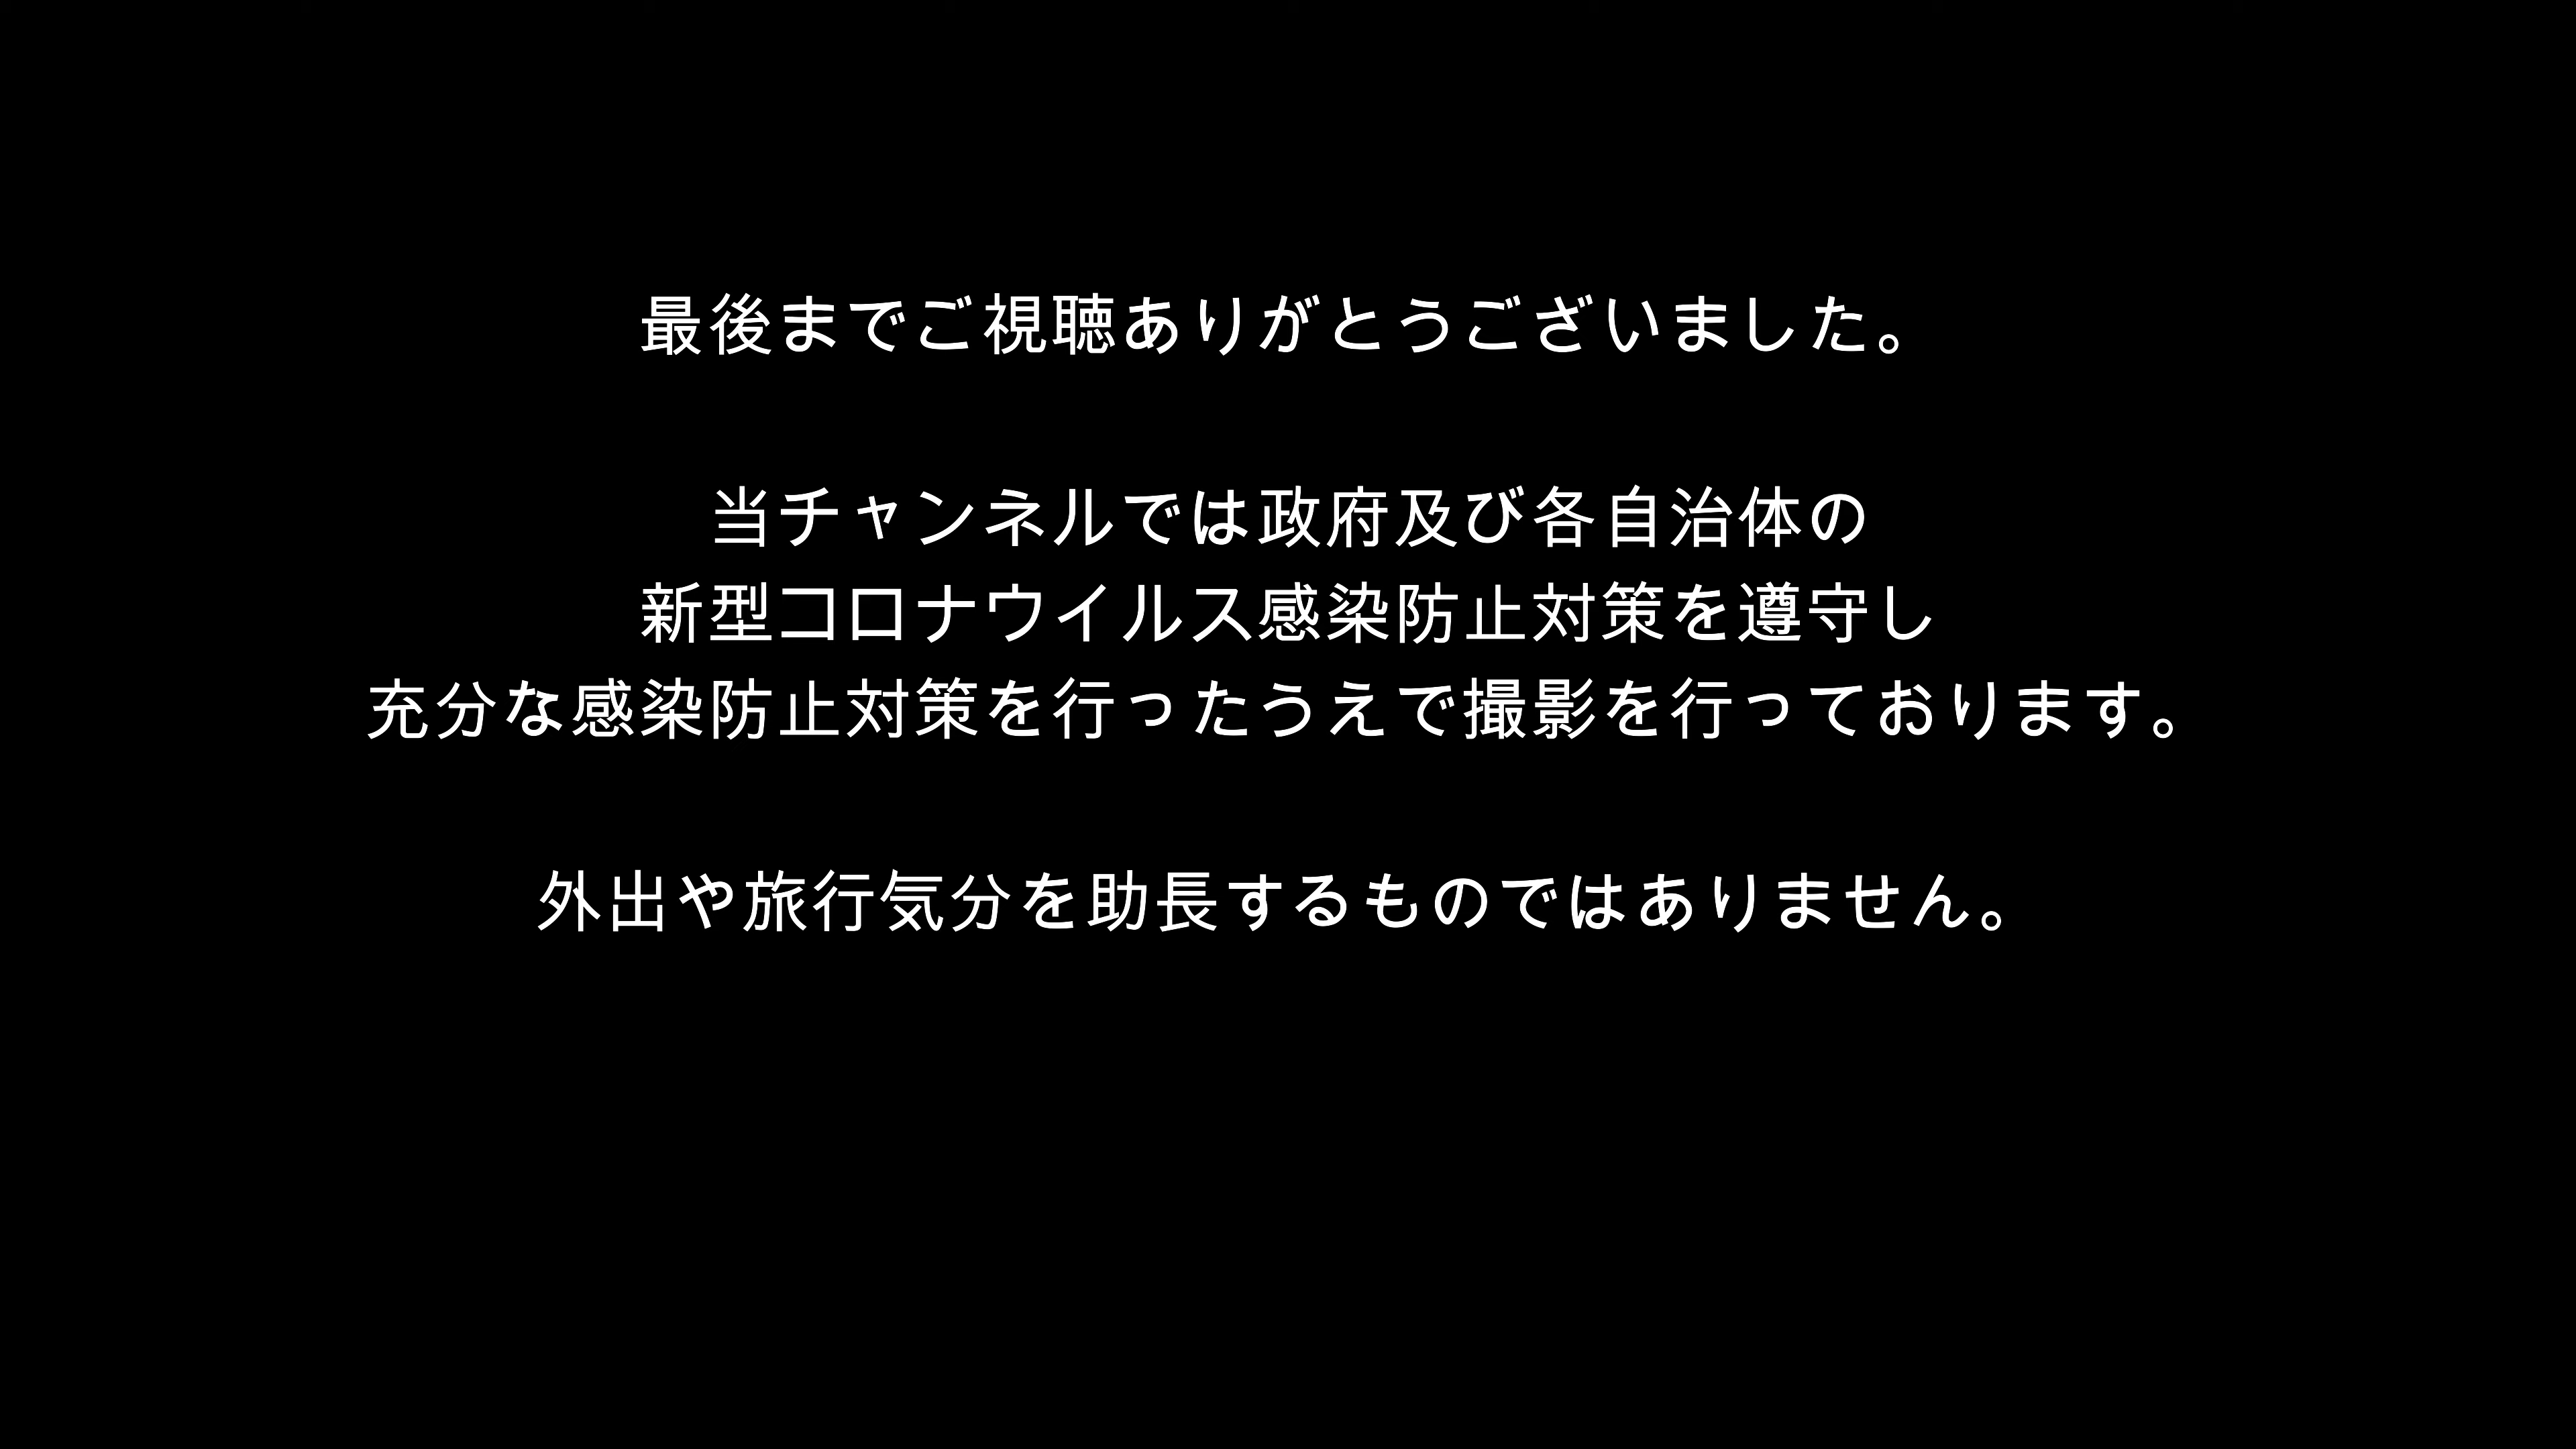 最後までご視聴ありがとうございました。
当チャンネルでは政府及び各自治体の
新型コロナウイルス感染防止対策を遵守し
充分な感染防止対策を行ったうえで撮影を行っております。
外出や旅行気分を助長するものではありません。